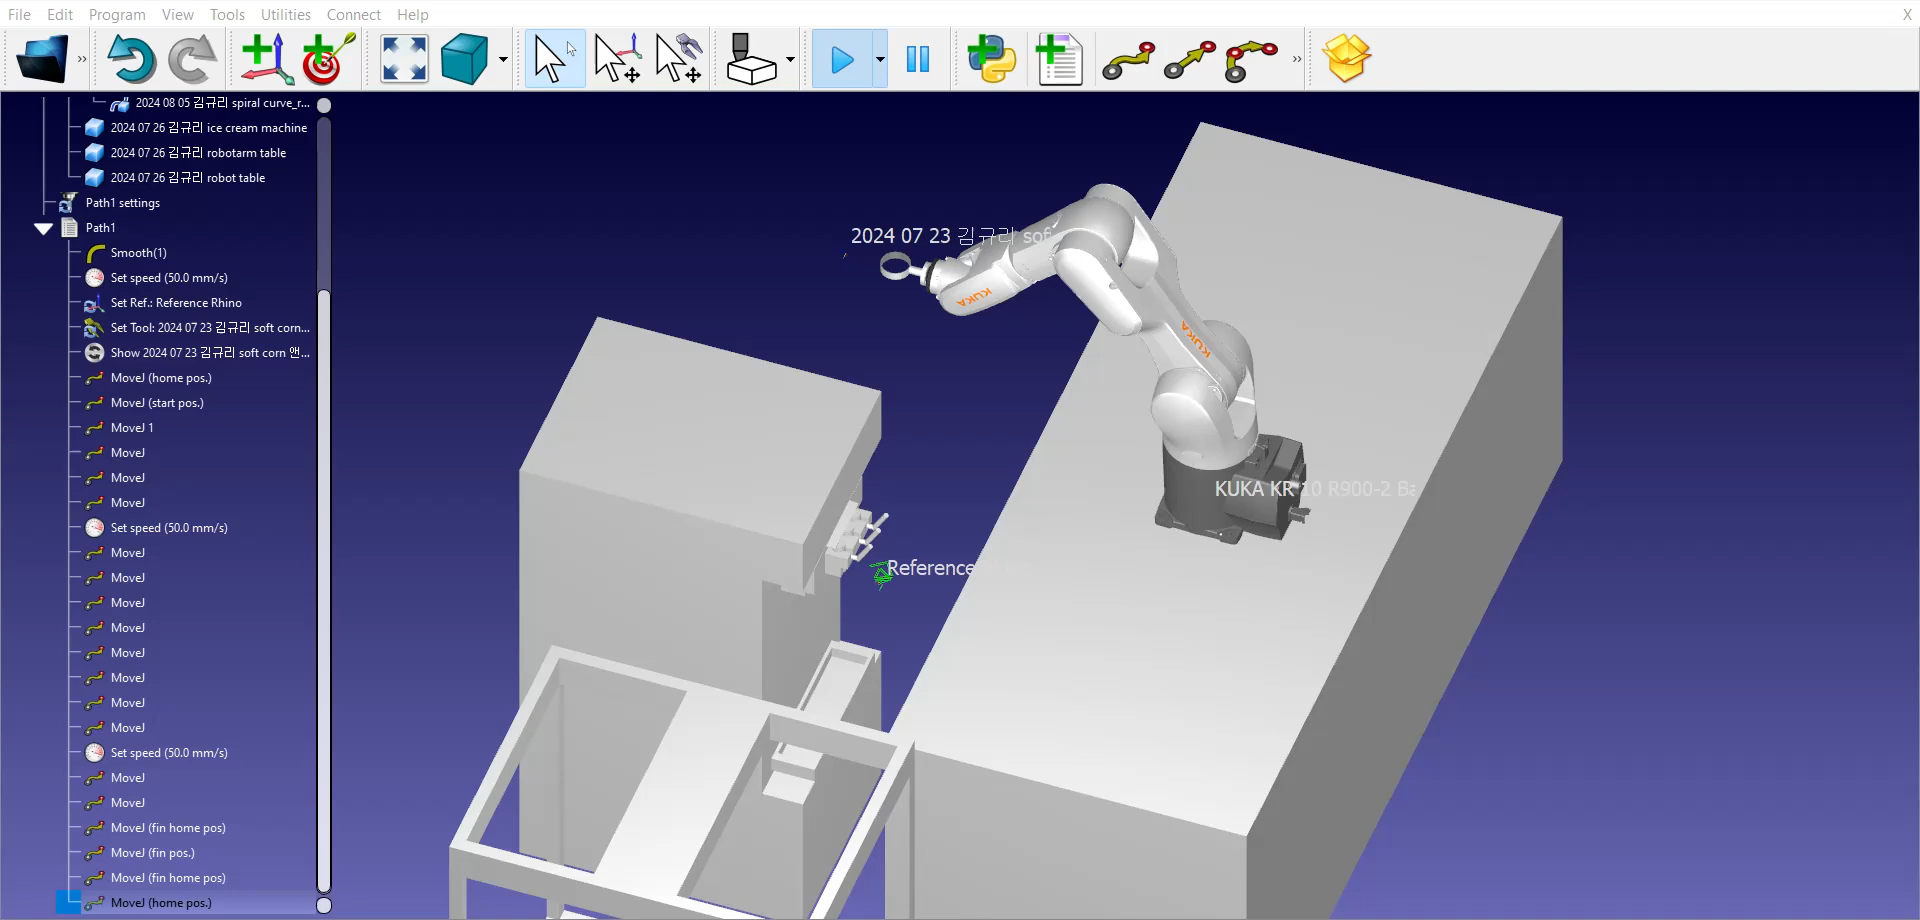 File Edit Program View Tools Utilities Connect Help X
2024 08 05 김규리 spiral curve_r...
2024 07 26 김규리 ice cream machine
2024 07 26 김규리 robotarm table
2024 07 26 김규리 robot table
Path1 settings
Path1
Smooth(1)
Set speed (50.0 mm/s)
Set Ref.: Reference Rhino
Set Tool: 2024 07 23 김규리 soft corn...
Show 2024 07 23 김규리 soft corn 앤...
MoveJ (home pos.)
MoveJ (start pos.)
MoveJ 1
MoveJ
MoveJ
MoveJ
Set speed (50.0 mm/s)
MoveJ
MoveJ
MoveJ
MoveJ
MoveJ
MoveJ
MoveJ
MoveJ
Set speed (50.0 mm/s)
MoveJ
MoveJ
MoveJ (fin home pos)
MoveJ (fin pos.)
MoveJ (fin home pos)
MoveJ (home pos.)
2024 07 23 김규리 sof
KUKA
KUKA
KUKA KR 10 R900-2 Ba
Reference